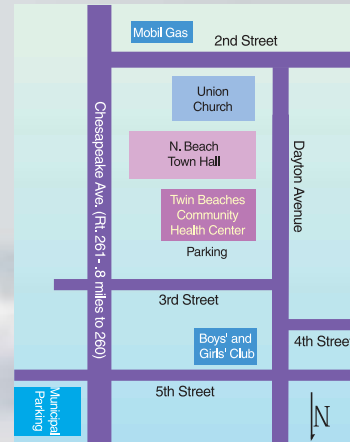 Mobil Gas
2nd Street
Union
Church
N. Beach
Town Hall
Chesapeake Ave. (Rt. 261-.8 miles to 260)
Dayton Avenue
Twin Beaches
Community
Health Center
Parking
3rd Street
Boys' and
Girls' Club
4th Street
5th Street
Municipal
Parking
N